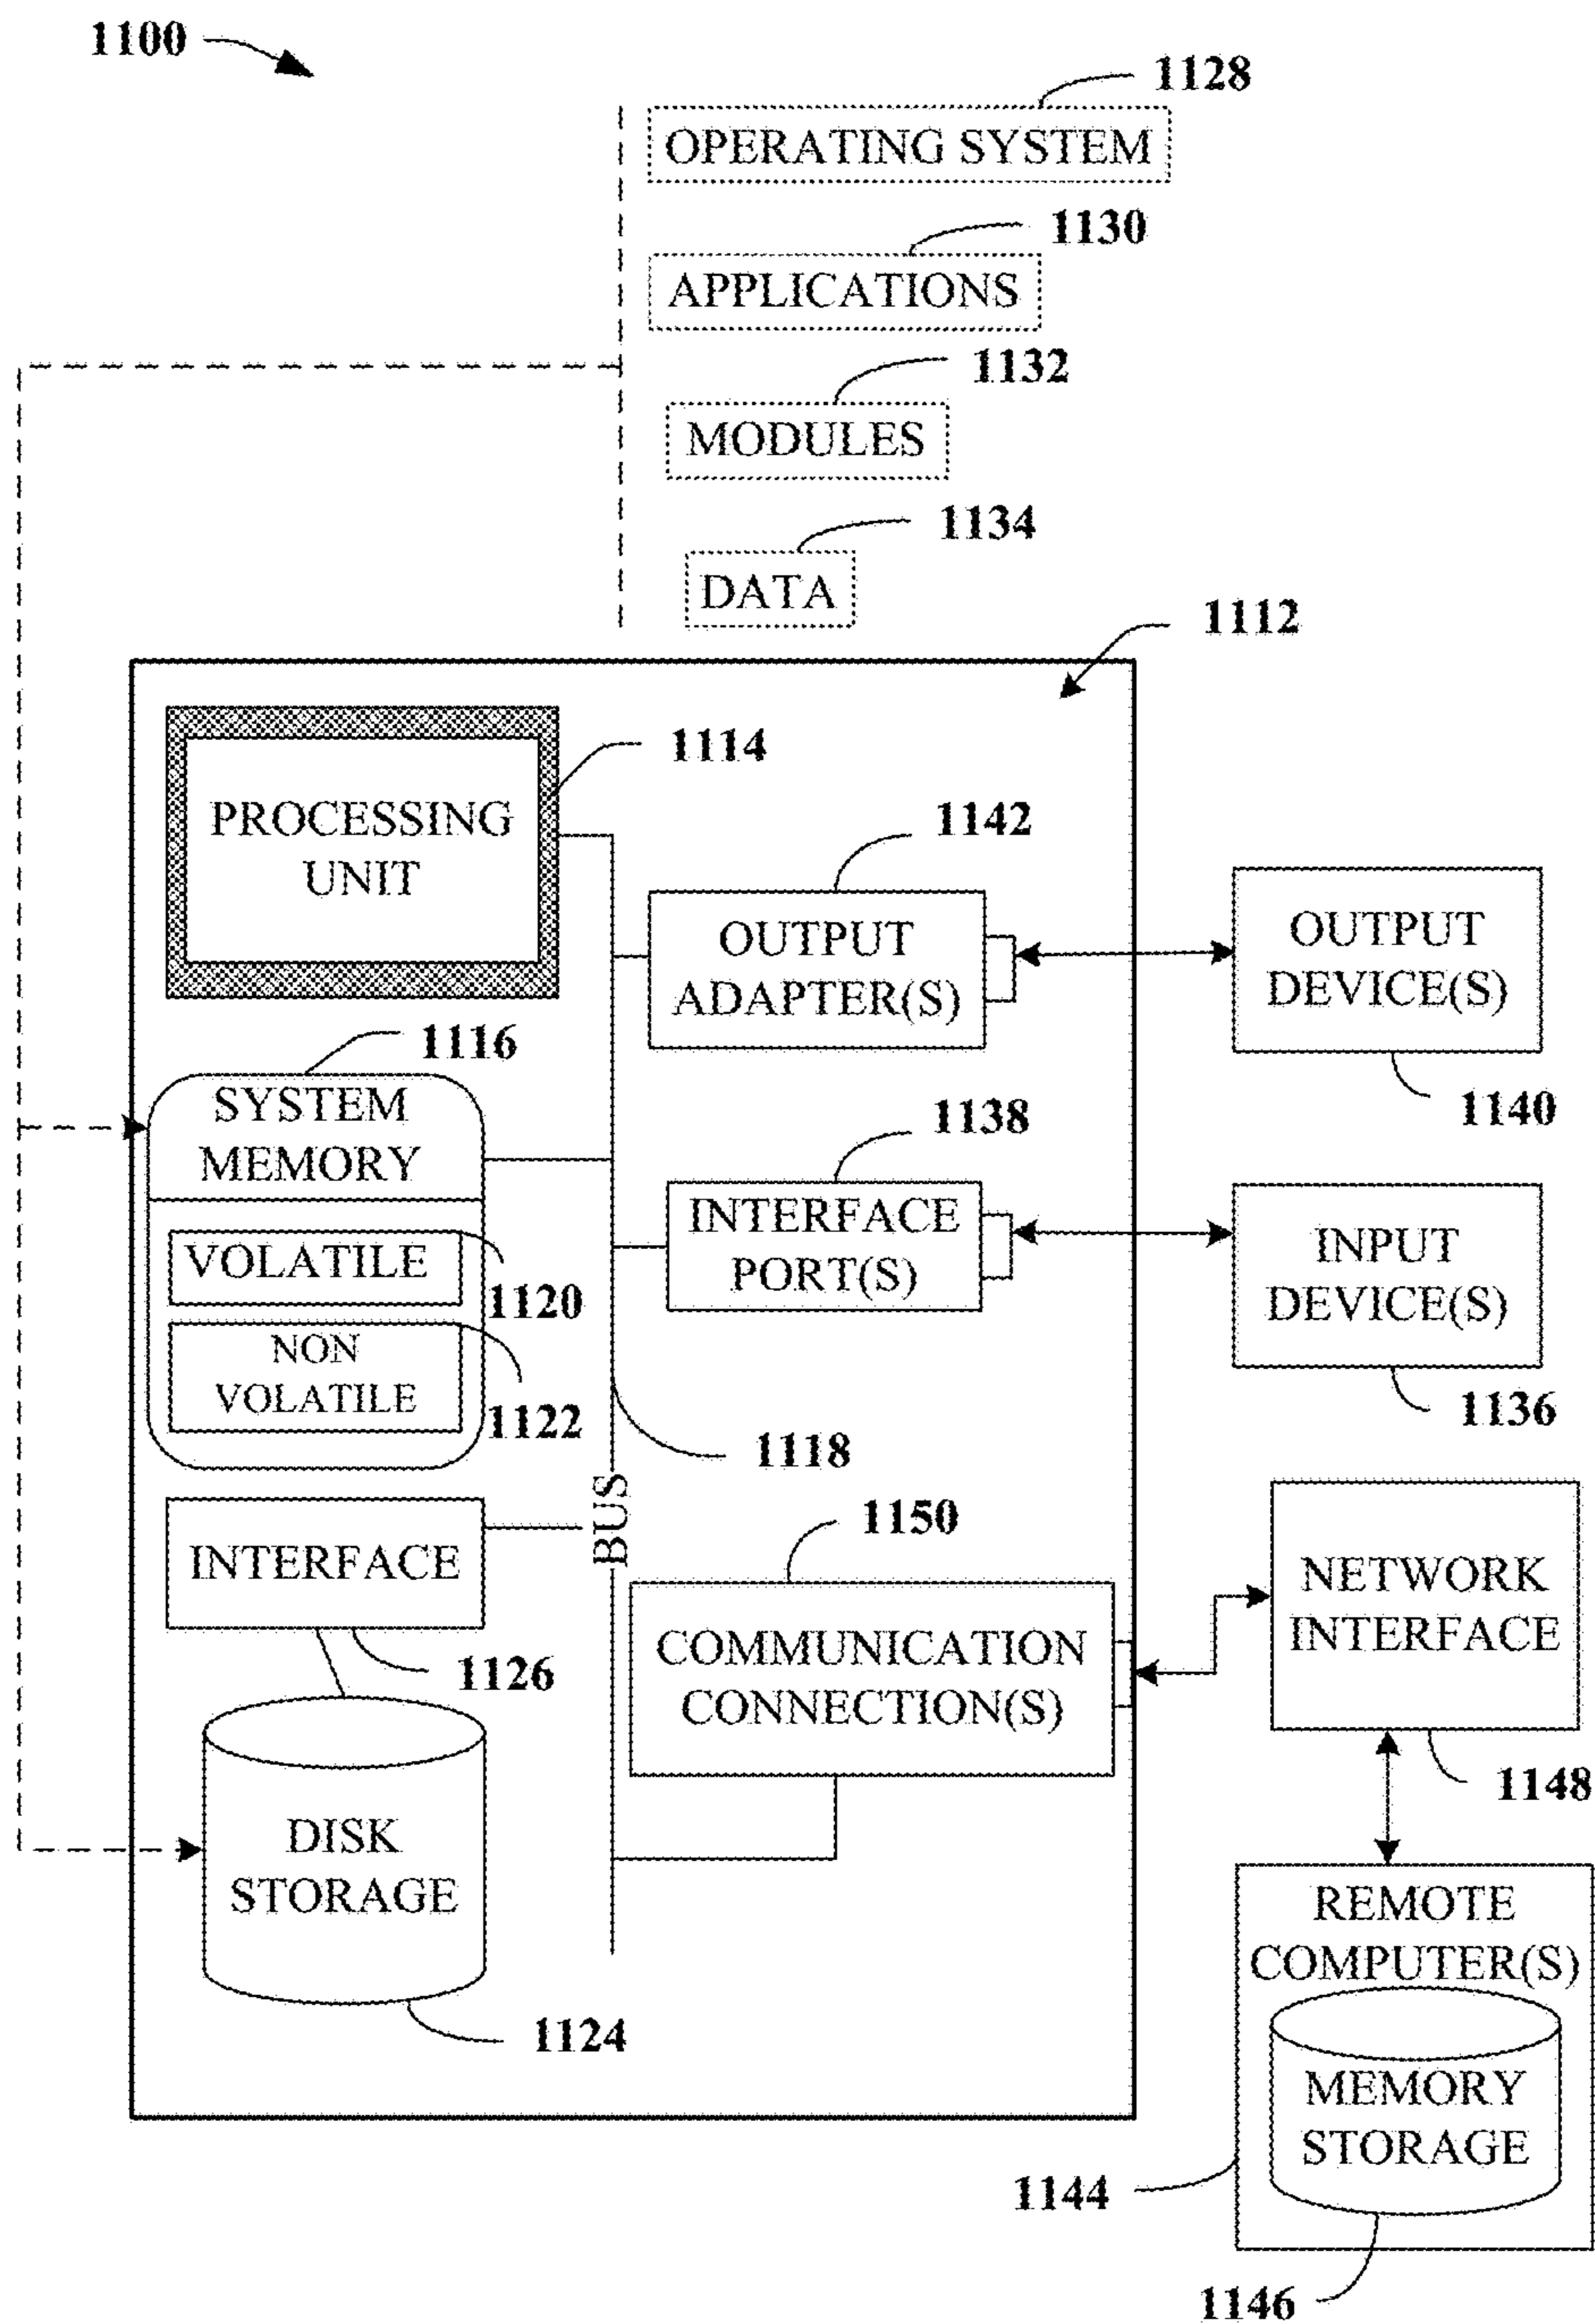 1100
1128
OPERATING SYSTEM
1130
APPLICATIONS
1132
MODULES
1134
DATA
1112
1114
PROCESSING
UNIT
1142
OUTPUT
ADAPTER(S)
OUTPUT
DEVICE(S)
1140
1116
SYSTEM
MEMORY
VOLATILE
1120
NON
VOLATILE
1122
1138
INTERFACE
PORT(S)
INPUT
DEVICE(S)
1136
1118
BUS
INTERFACE
1126
1150
COMMUNICATION
CONNECTION(S)
NETWORK
INTERFACE
1148
DISK
STORAGE
1124
REMOTE
COMPUTER(S)
MEMORY
STORAGE
1144
1146